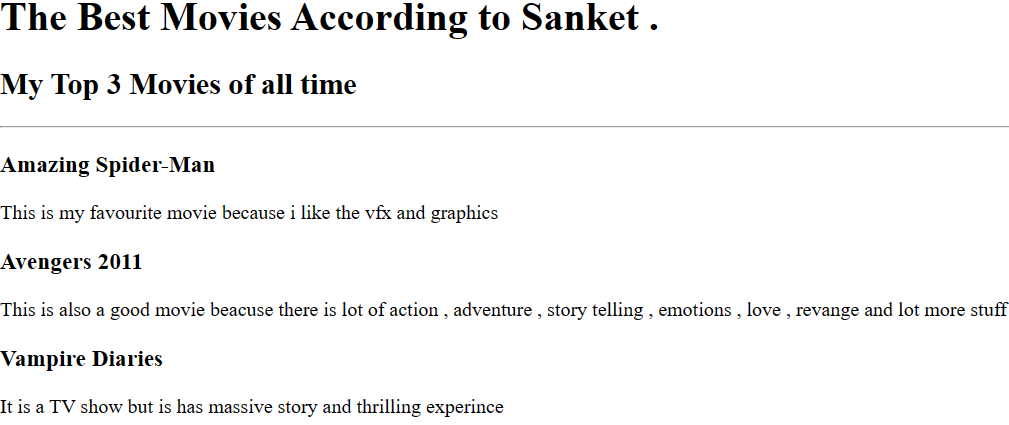 The Best Movies According to Sanket .
My Top 3 Movies of all time
Amazing Spider-Man
This is my favourite movie because i like the vfx and graphics
Avengers 2011
This is also a good movie beacuse there is lot of action , adventure , story telling , emotions , love , revange and lot more stuff
Vampire Diaries
It is a TV show but is has massive story and thrilling experince